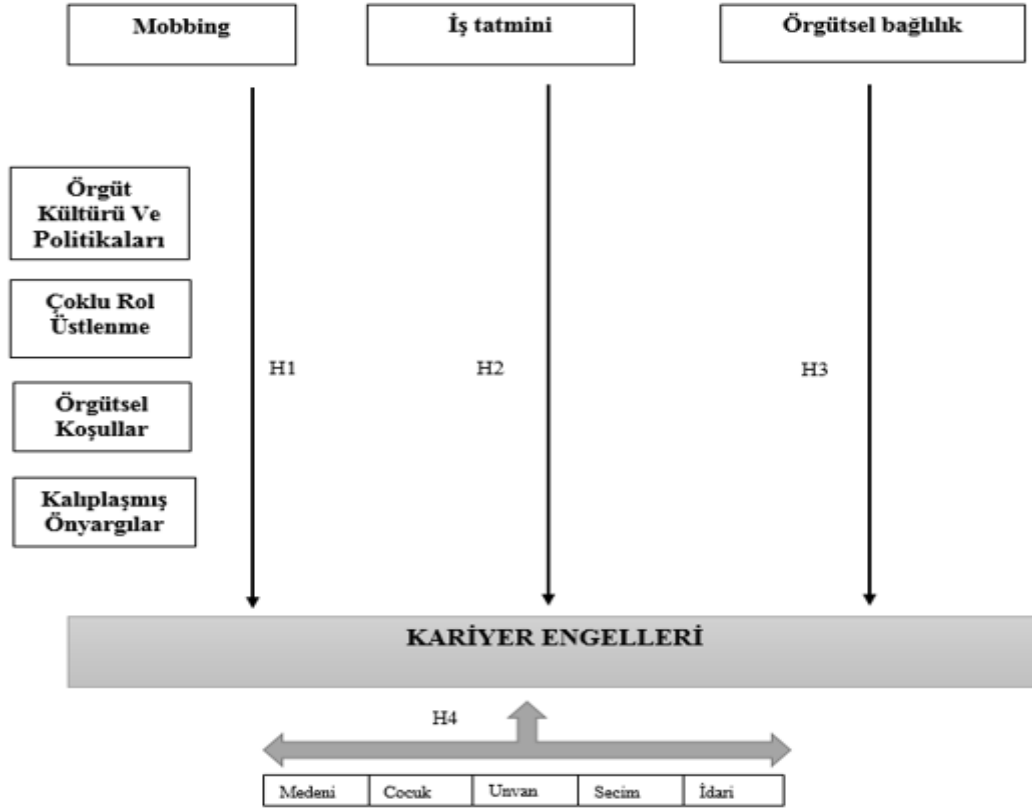 Mobbing
İş tatmini
Örgütsel bağlılık
Örgüt
Kültürü Ve
Politikaları
Çoklu Rol
Üstlenme
Örgütsel
Koşullar
Kalıplaşmış
Önyargılar
H1
H2
H3
KARİYER ENGELLERİ
H4
Medeni
Cocuk
Unvan
Secim
İdari